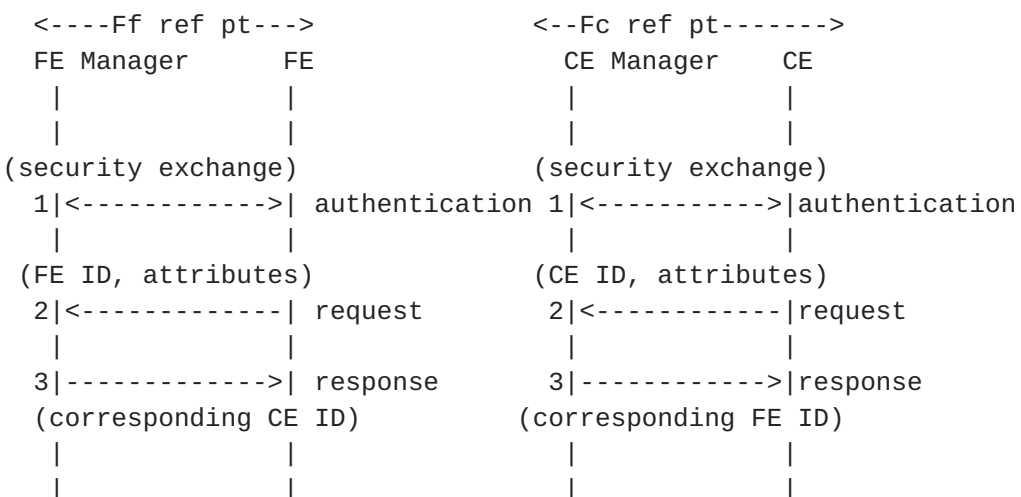 <----Ff ref pt--->              <--Fc ref pt------->
FE Manager      FE                CE Manager    CE
|               |                 |             |
|               |                 |             |
(security exchange)               (security exchange)
1|<------------>| authentication 1|<----------->|authentication
|               |                 |             |
(FE ID, attributes)              (CE ID, attributes)
2|<-------------| request        2|<------------|request
|               |                 |             |
3|------------->| response       3|------------>|response
(corresponding CE ID)           (corresponding FE ID)
|               |                 |             |
|               |                 |             |